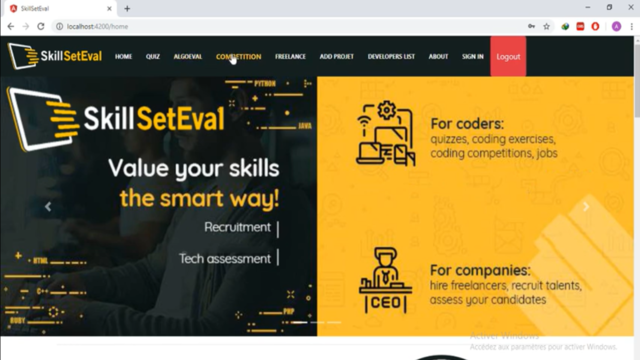 SkillSetEval
localhost:4200/home
SkillSetEval
HOME
QUIZ
ALGOEVAL
COMPETITION
FREELANCE
ADD PROJET
DEVELOPERS LIST
ABOUT
SIGN IN
Logout
PYTHON
JAVA
SkillSetEval
Value your skills
the smart way!
Recruitment
Tech assessment
HTML
C++
RUBY
PHP
For coders:
quizzes, coding exercises,
coding competitions, jobs
CEO
For companies:
hire freelancers, recruit talents,
assess your candidates
Activer Windows
Accédez aux paramètres pour activer Windows.